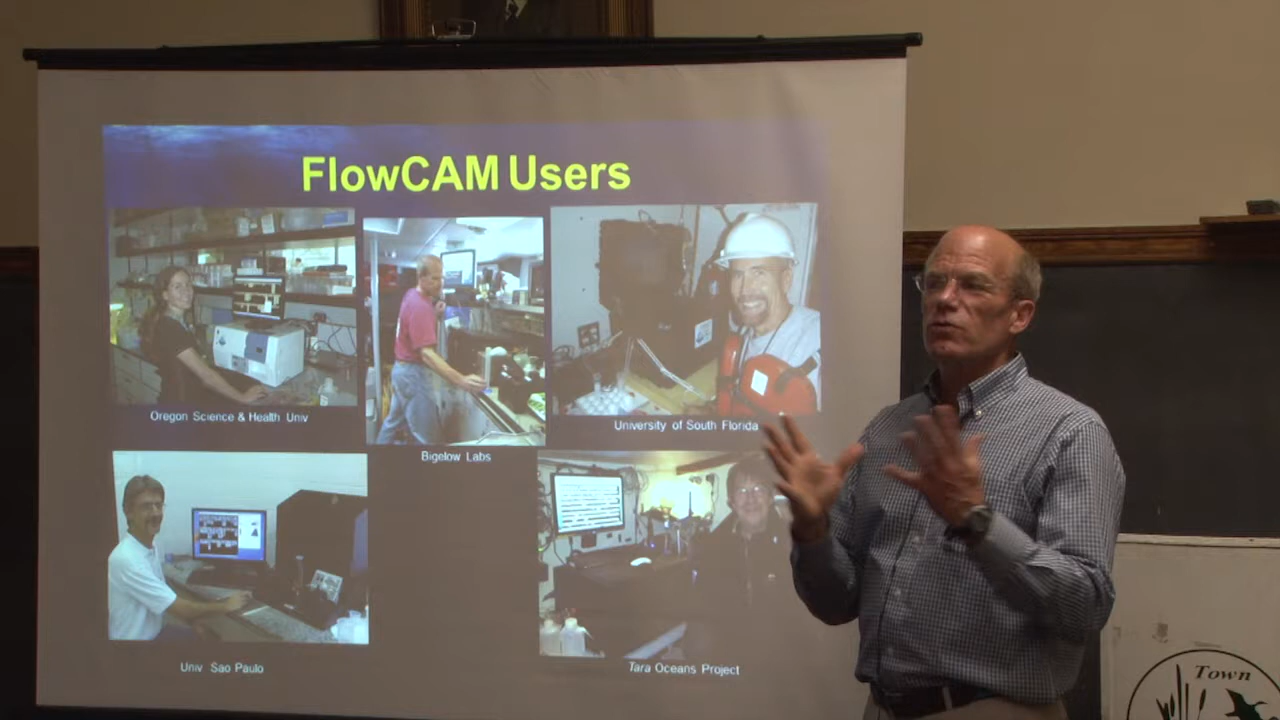 FlowCAM Users
Oregon Science & Health Univ
Bigelow Labs
University of South Florida
Univ Sao Paulo
Tara Oceans Project
Town